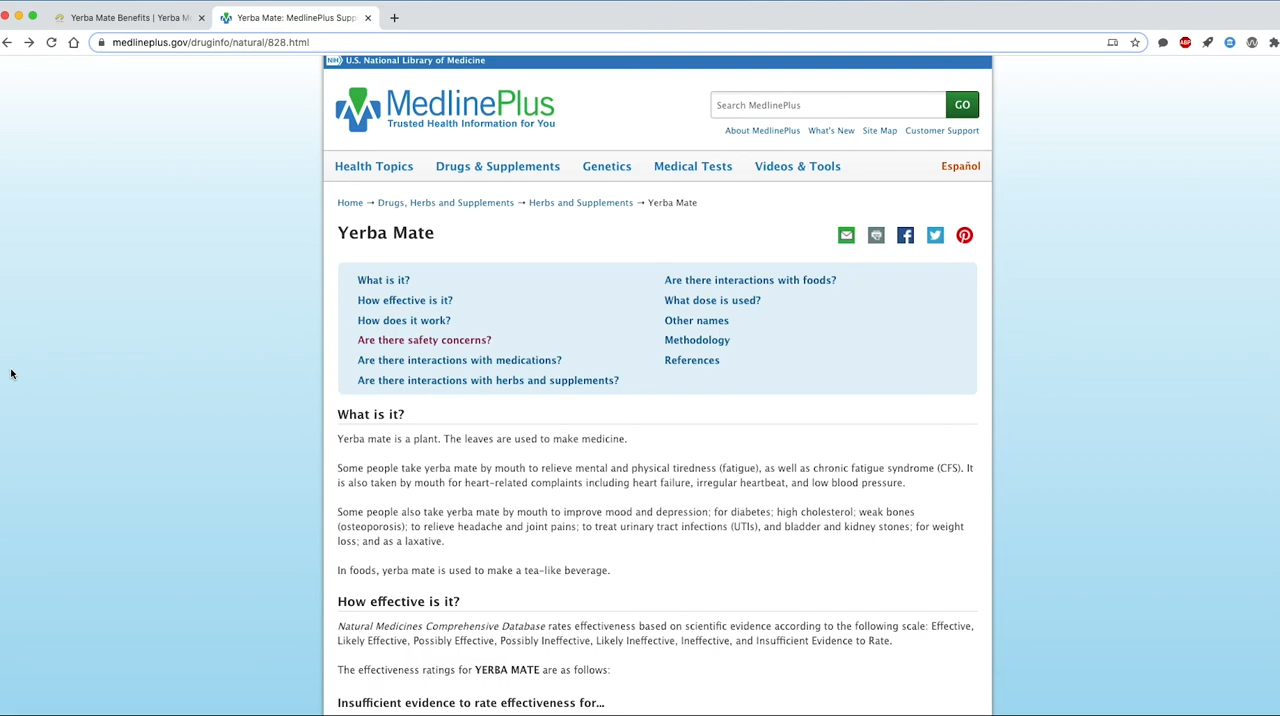 Yerba Mate Benefits | Yerba M
Yerba Mate: MedlinePlus Supp
medlineplus.gov/druginfo/natural/828.html
ABP
NIH U.S. National Library of Medicine
MedlinePlus
Trusted Health Information for You
Search MedlinePlus GO
About MedlinePlus What's New Site Map Customer Support
Health Topics Drugs & Supplements Genetics Medical Tests Videos & Tools Español
Home → Drugs, Herbs and Supplements → Herbs and Supplements → Yerba Mate
Yerba Mate
What is it?
How effective is it?
How does it work?
Are there safety concerns?
Are there interactions with medications?
Are there interactions with herbs and supplements?
Are there interactions with foods?
What dose is used?
Other names
Methodology
References
What is it?
Yerba mate is a plant. The leaves are used to make medicine.
Some people take yerba mate by mouth to relieve mental and physical tiredness (fatigue), as well as chronic fatigue syndrome (CFS). It
is also taken by mouth for heart-related complaints including heart failure, irregular heartbeat, and low blood pressure.
Some people also take yerba mate by mouth to improve mood and depression; for diabetes; high cholesterol; weak bones
(osteoporosis); to relieve headache and joint pains; to treat urinary tract infections (UTIs), and bladder and kidney stones; for weight
loss; and as a laxative.
In foods, yerba mate is used to make a tea-like beverage.
How effective is it?
Natural Medicines Comprehensive Database rates effectiveness based on scientific evidence according to the following scale: Effective,
Likely Effective, Possibly Effective, Possibly Ineffective, Likely Ineffective, Ineffective, and Insufficient Evidence to Rate.
The effectiveness ratings for YERBA MATE are as follows:
Insufficient evidence to rate effectiveness for...